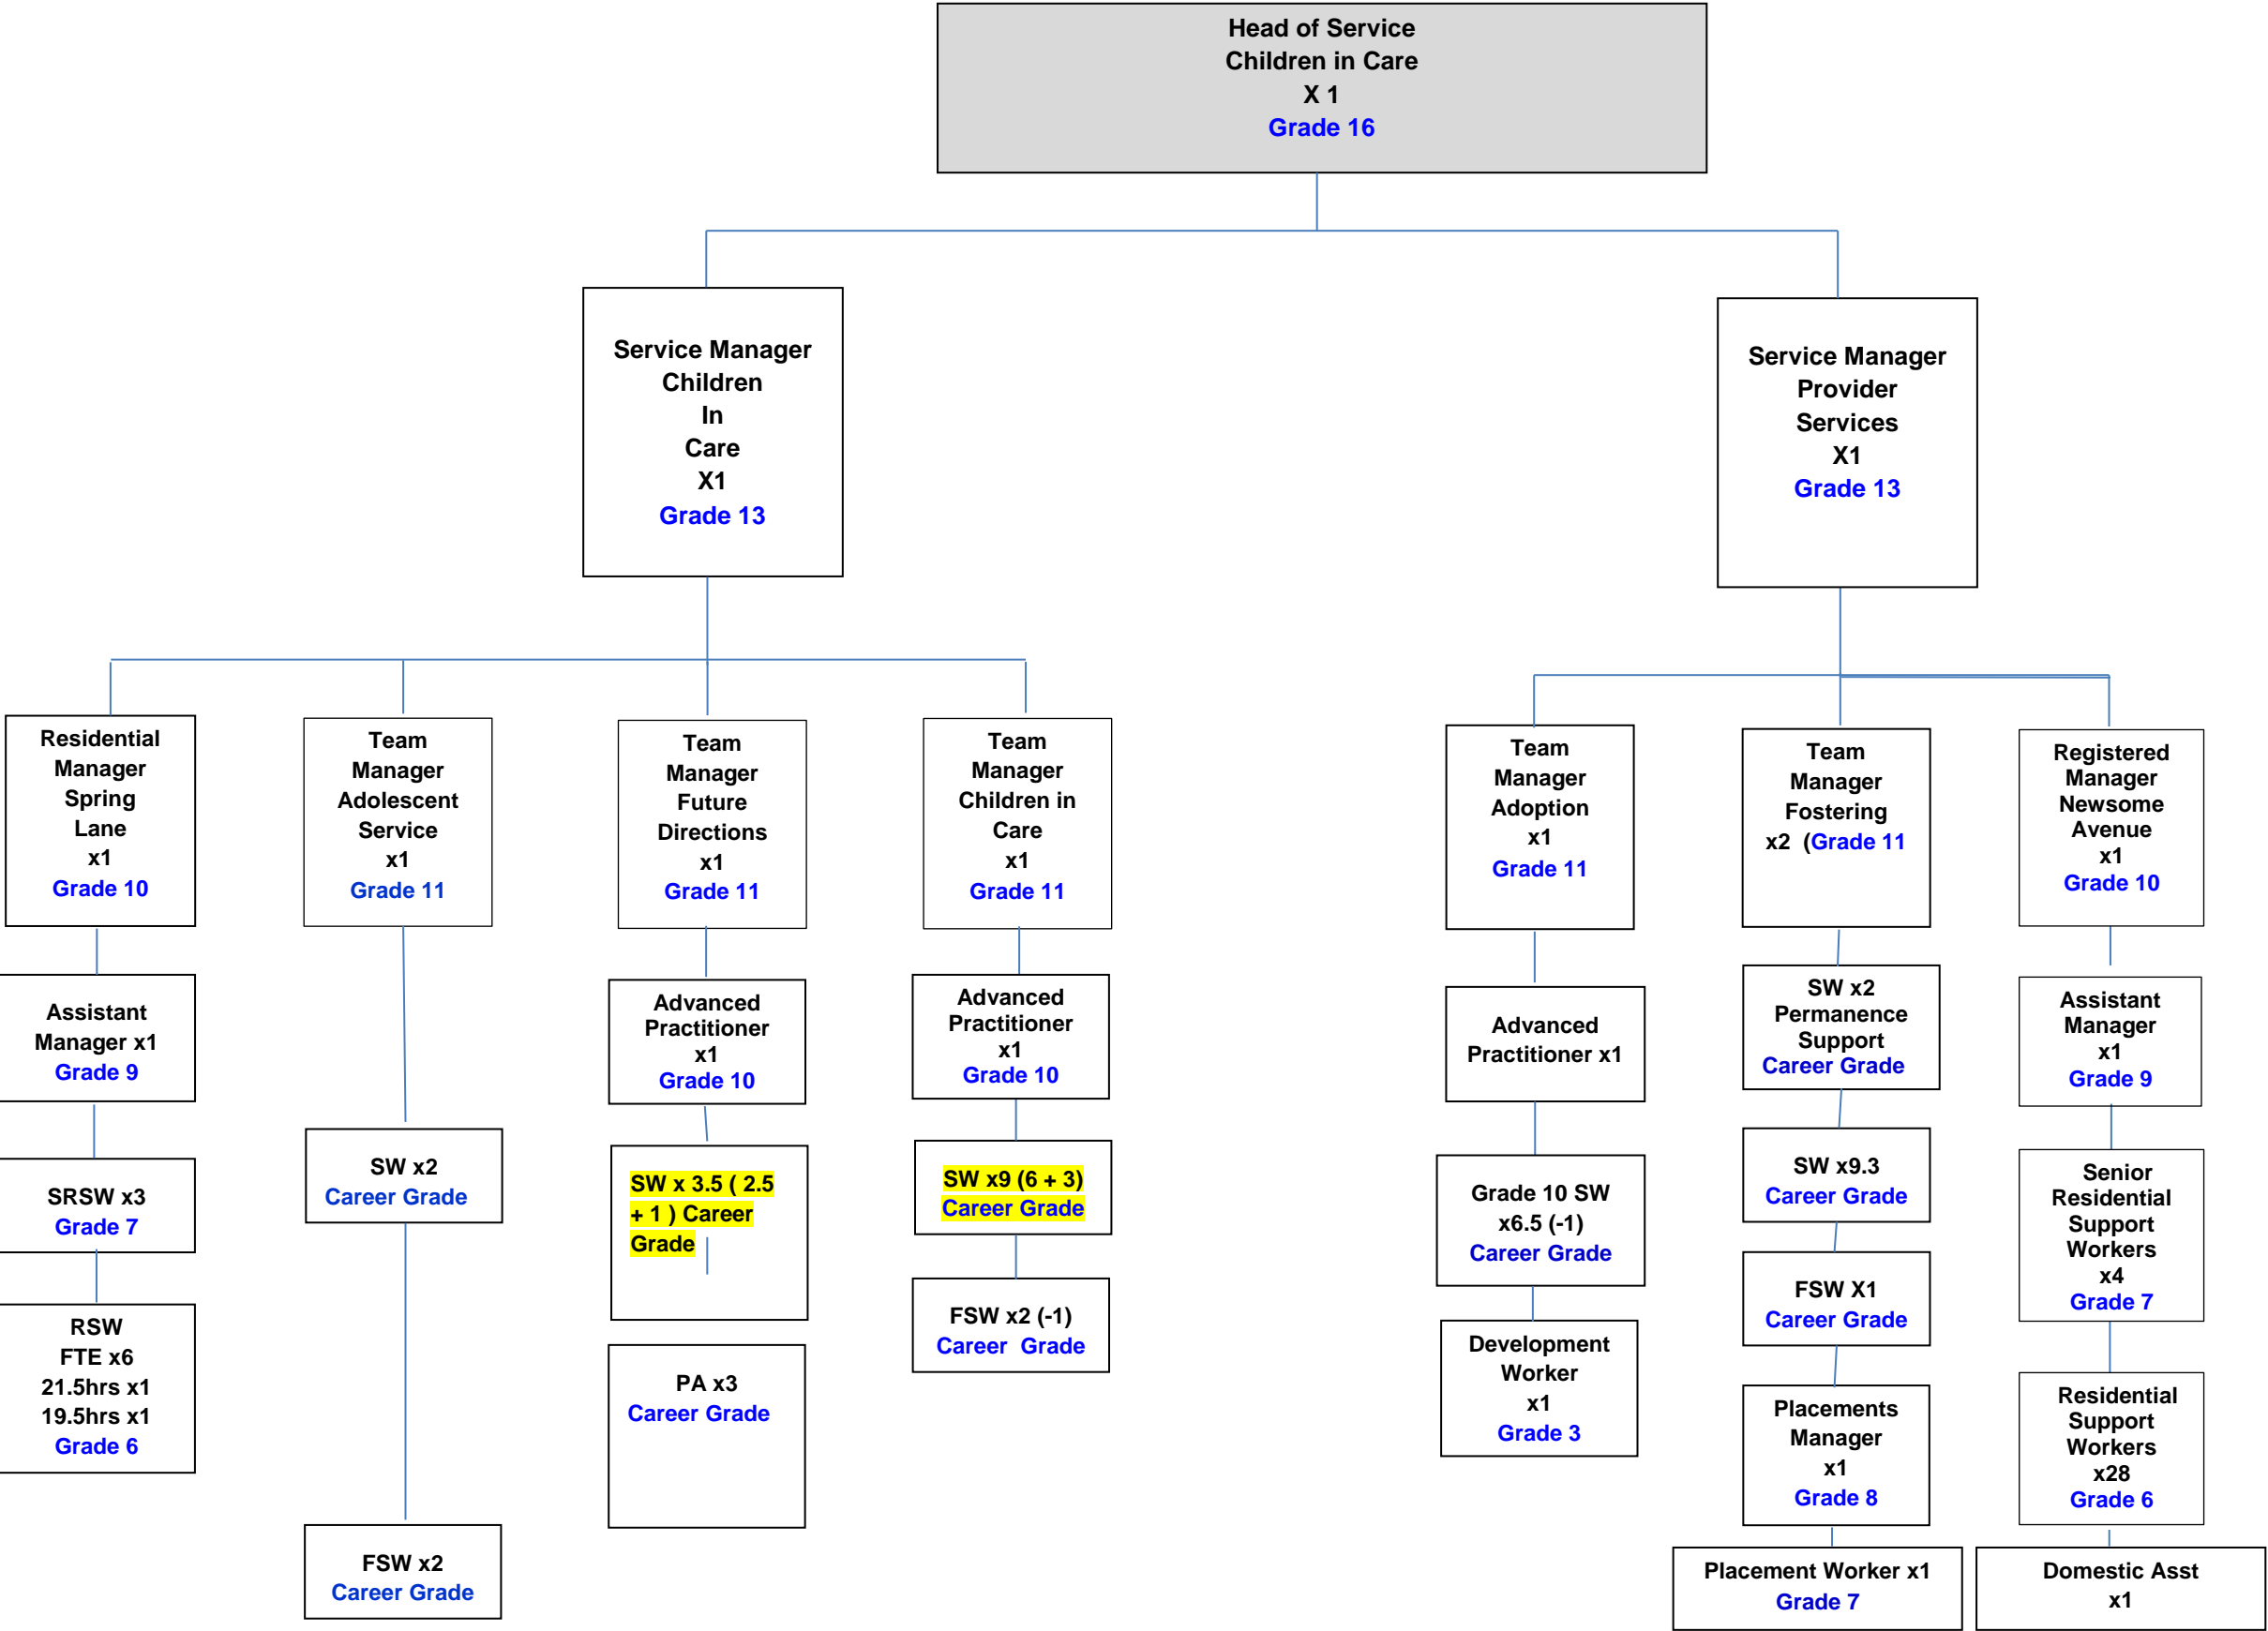 Head of Service
Children in Care
X 1
Grade 16
Service Manager
Children
In
Care
X1
Grade 13
Service Manager
Provider
Services
X1
Grade 13
Residential
Manager
Spring
Lane
x1
Grade 10
Team
Manager
Adolescent
Service
x1
Grade 11
Team
Manager
Future
Directions
x1
Grade 11
Team
Manager
Children in
Care
x1
Grade 11
Team
Manager
Adoption
x1
Grade 11
Team
Manager
Fostering
x2 (Grade 11
Registered
Manager
Newsome
Avenue
x1
Grade 10
Assistant
Manager x1
Grade 9
Advanced
Practitioner
x1
Grade 10
Advanced
Practitioner
x1
Grade 10
Advanced
Practitioner x1
SW x2
Permanence
Support
Career Grade
Assistant
Manager
x1
Grade 9
SRSW x3
Grade 7
SW x2
Career Grade
SW x 3.5 ( 2.5
+ 1 ) Career
Grade
SW x9 (6 + 3)
Career Grade
Grade 10 SW
x6.5 (-1)
Career Grade
SW x9.3
Career Grade
Senior
Residential
Support
Workers
x4
Grade 7
RSW
FTE x6
21.5hrs x1
19.5hrs x1
Grade 6
PA x3
Career Grade
FSW x2 (-1)
Career Grade
Development
Worker
x1
Grade 3
FSW X1
Career Grade
Placements
Manager
x1
Grade 8
Residential
Support
Workers
x28
Grade 6
FSW x2
Career Grade
Placement Worker x1
Grade 7
Domestic Asst
x1